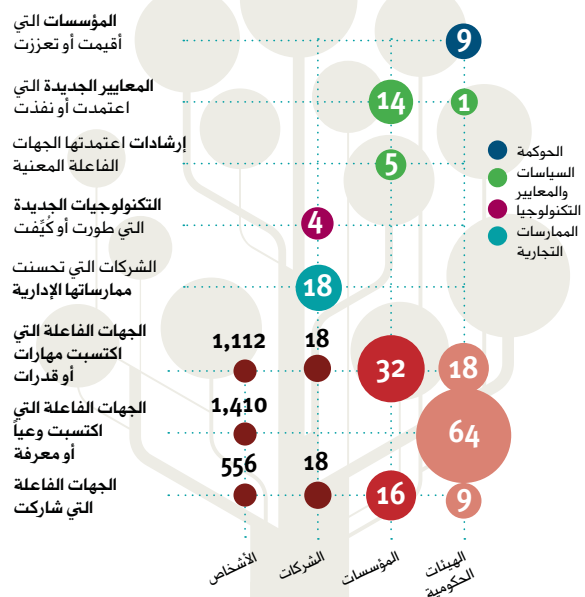 المؤسسات التي
أقيمت أو تعززت
9
المعايير الجديدة التي
اعتمدت أو نفذت
14
1
إرشادات اعتمدتها الجهات
الفاعلة المعنية
5
الحوكمة
السياسات
والمعايير
التكنولوجيا
الممارسات
التجارية
التكنولوجيات الجديدة
التي طورت أو كُيِّفت
4
الشركات التي تحسنت
ممارساتها الإدارية
18
الجهات الفاعلة التي
اكتسبت مهارات
أو قدرات
1,112
18
32
18
الجهات الفاعلة التي
اكتسبت وعياً
أو معرفة
1,410
64
الجهات الفاعلة
التي شاركت
556
18
16
9
الأشخاص
الشركات
المؤسسات
الهيئات
الحكومية